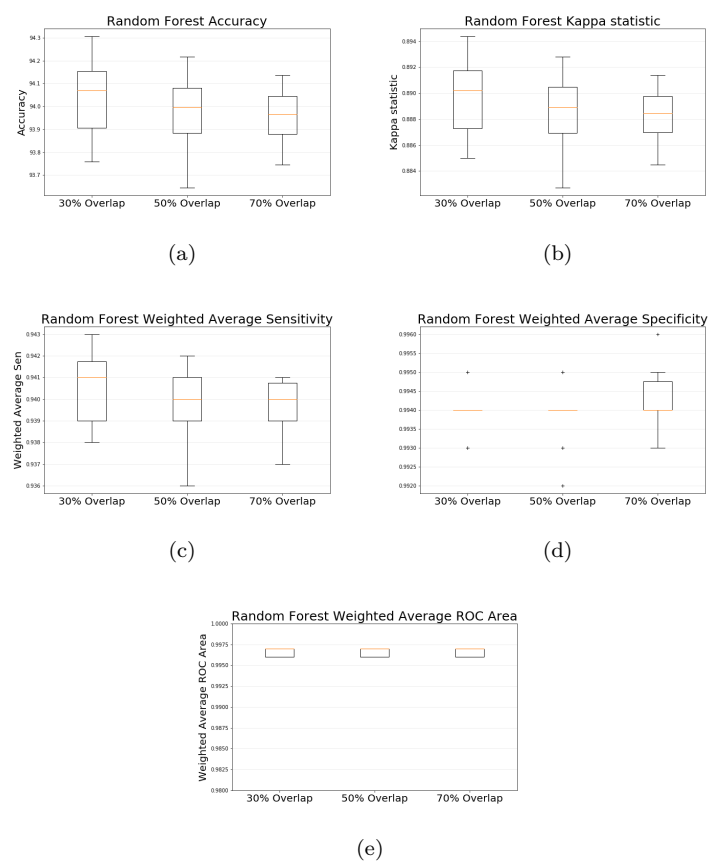 Random Forest Accuracy
Accuracy
94.3
94.2
94.1
94.0
93.9
93.8
93.7
30% Overlap 50% Overlap 70% Overlap
(a)
Random Forest Kappa statistic
Kappa statistic
0.894
0.892
0.890
0.888
0.886
0.884
30% Overlap 50% Overlap 70% Overlap
(b)
Random Forest Weighted Average Sensitivity
Weighted Average Sen
0.943
0.942
0.941
0.940
0.939
0.938
0.937
0.936
30% Overlap 50% Overlap 70% Overlap
(c)
Random Forest Weighted Average Specificity
0.9960
0.9955
0.9950
0.9945
0.9940
0.9935
0.9930
0.9925
0.9920
30% Overlap 50% Overlap 70% Overlap
(d)
Random Forest Weighted Average ROC Area
Weighted Average ROC Area
1.0000
0.9975
0.9950
0.9925
0.9900
0.9875
0.9850
0.9825
0.9800
30% Overlap 50% Overlap 70% Overlap
(e)